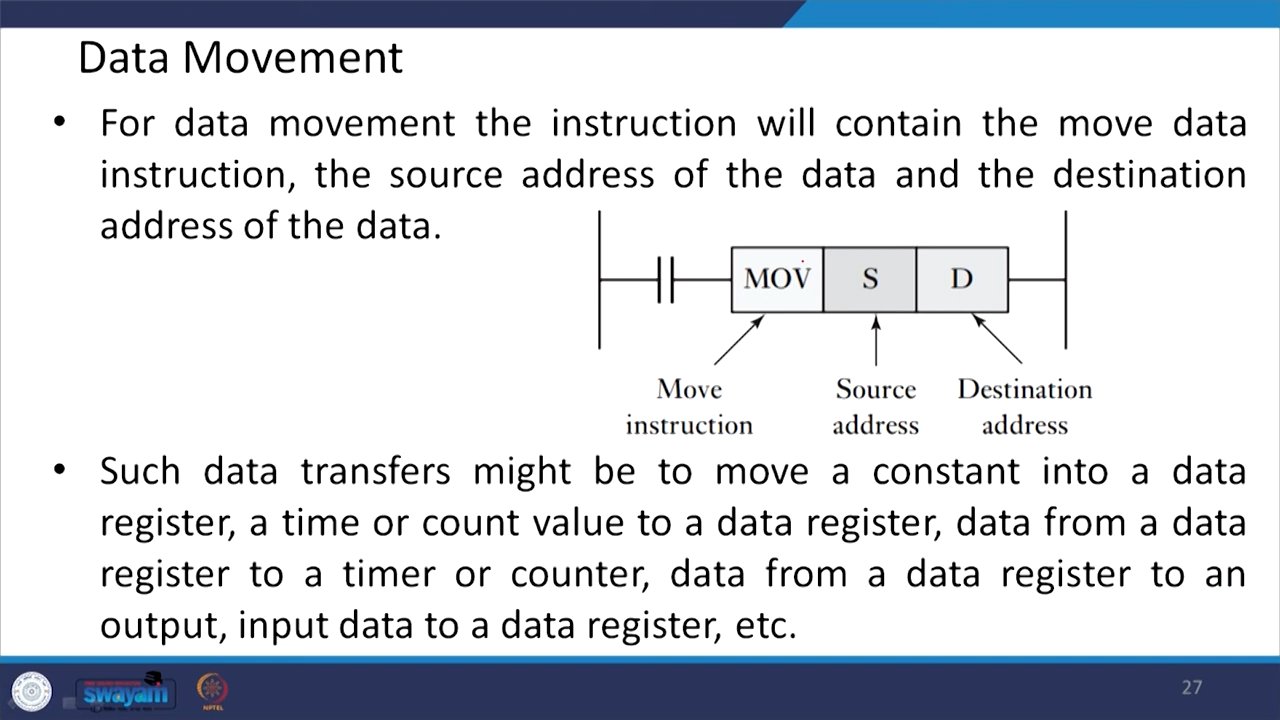 Data Movement
• For data movement the instruction will contain the move data
instruction, the source address of the data and the destination
address of the data.
MOV S D
Move Source Destination
instruction address address
• Such data transfers might be to move a constant into a data
register, a time or count value to a data register, data from a data
register to a timer or counter, data from a data register to an
output, input data to a data register, etc.
swayam
NPTEL
27